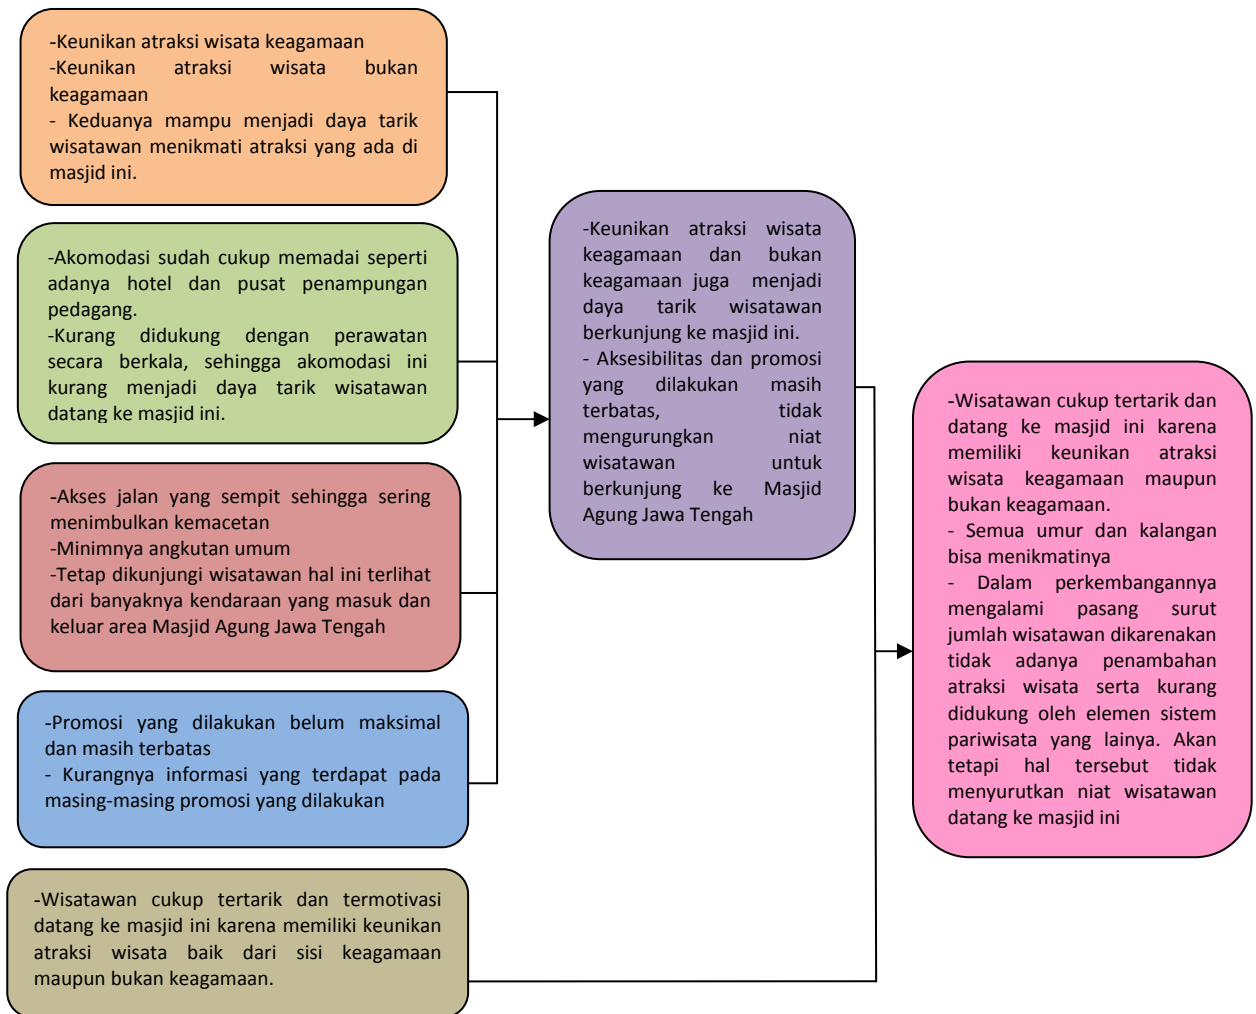 -Keunikan atraksi wisata keagamaan
-Keunikan atraksi wisata bukan
keagamaan
- Keduanya mampu menjadi daya tarik
wisatawan menikmati atraksi yang ada di
masjid ini.
-Akomodasi sudah cukup memadai seperti
adanya hotel dan pusat penampungan
pedagang.
-Kurang didukung dengan perawatan
secara berkala, sehingga akomodasi ini
kurang menjadi daya tarik wisatawan
datang ke masjid ini.
-Akses jalan yang sempit sehingga sering
menimbulkan kemacetan
-Minimnya angkutan umum
-Tetap dikunjungi wisatawan hal ini terlihat
dari banyaknya kendaraan yang masuk dan
keluar area Masjid Agung Jawa Tengah
-Promosi yang dilakukan belum maksimal
dan masih terbatas
- Kurangnya informasi yang terdapat pada
masing-masing promosi yang dilakukan
-Wisatawan cukup tertarik dan termotivasi
datang ke masjid ini karena memiliki keunikan
atraksi wisata baik dari sisi keagamaan
maupun bukan keagamaan.
-Keunikan atraksi wisata
keagamaan dan bukan
keagamaan juga menjadi
daya tarik wisatawan
berkunjung ke masjid ini.
- Aksesibilitas dan promosi
yang dilakukan masih
terbatas, tidak
mengurungkan niat
wisatawan untuk
berkunjung ke Masjid
Agung Jawa Tengah
-Wisatawan cukup tertarik dan
datang ke masjid ini karena
memiliki keunikan atraksi
wisata keagamaan maupun
bukan keagamaan.
- Semua umur dan kalangan
bisa menikmatinya
- Dalam perkembangannya
mengalami pasang surut
jumlah wisatawan dikarenakan
tidak adanya penambahan
atraksi wisata serta kurang
didukung oleh elemen sistem
pariwisata yang lainya. Akan
tetapi hal tersebut tidak
menyurutkan niat wisatawan
datang ke masjid ini